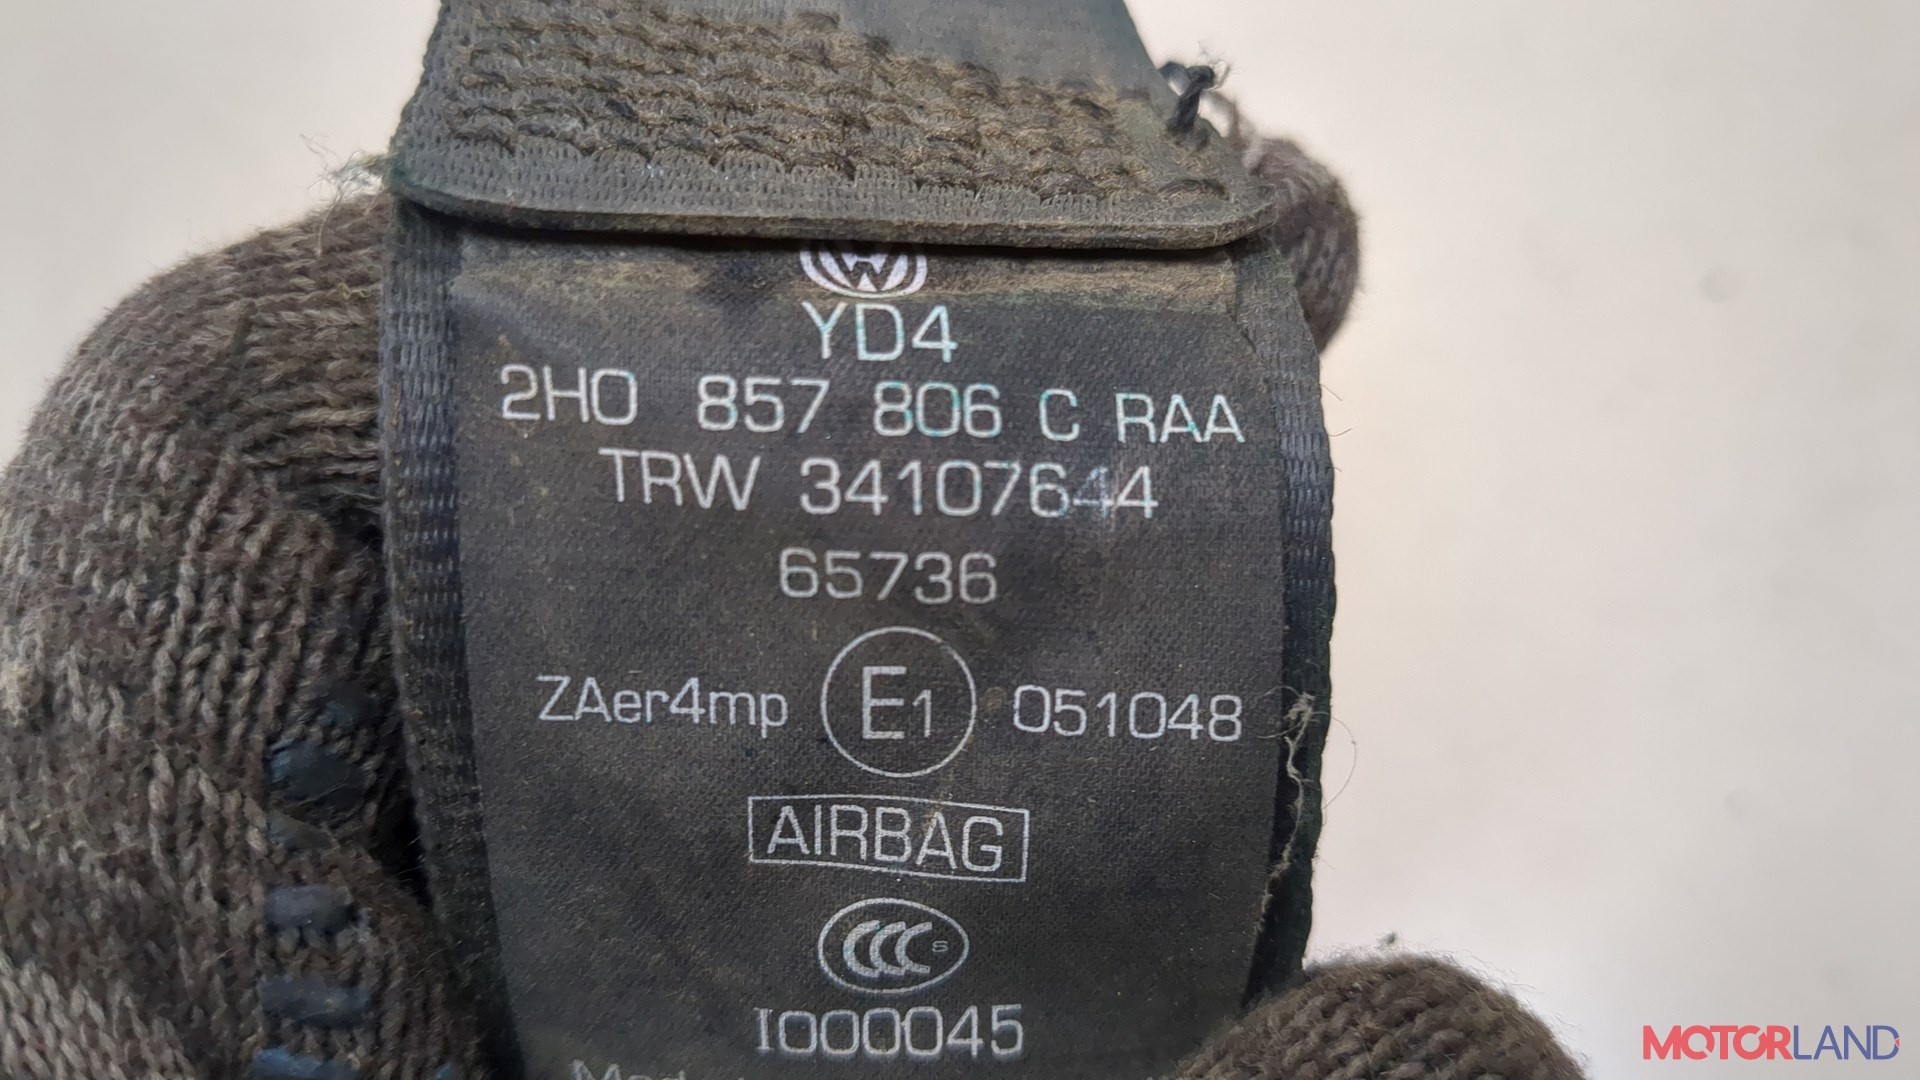 YD4
2H0 857 806 C RAA
TRW 34107644
65736
ZAer4mp E1 051048
AIRBAG
CCC S
I000045
MOTORLAND